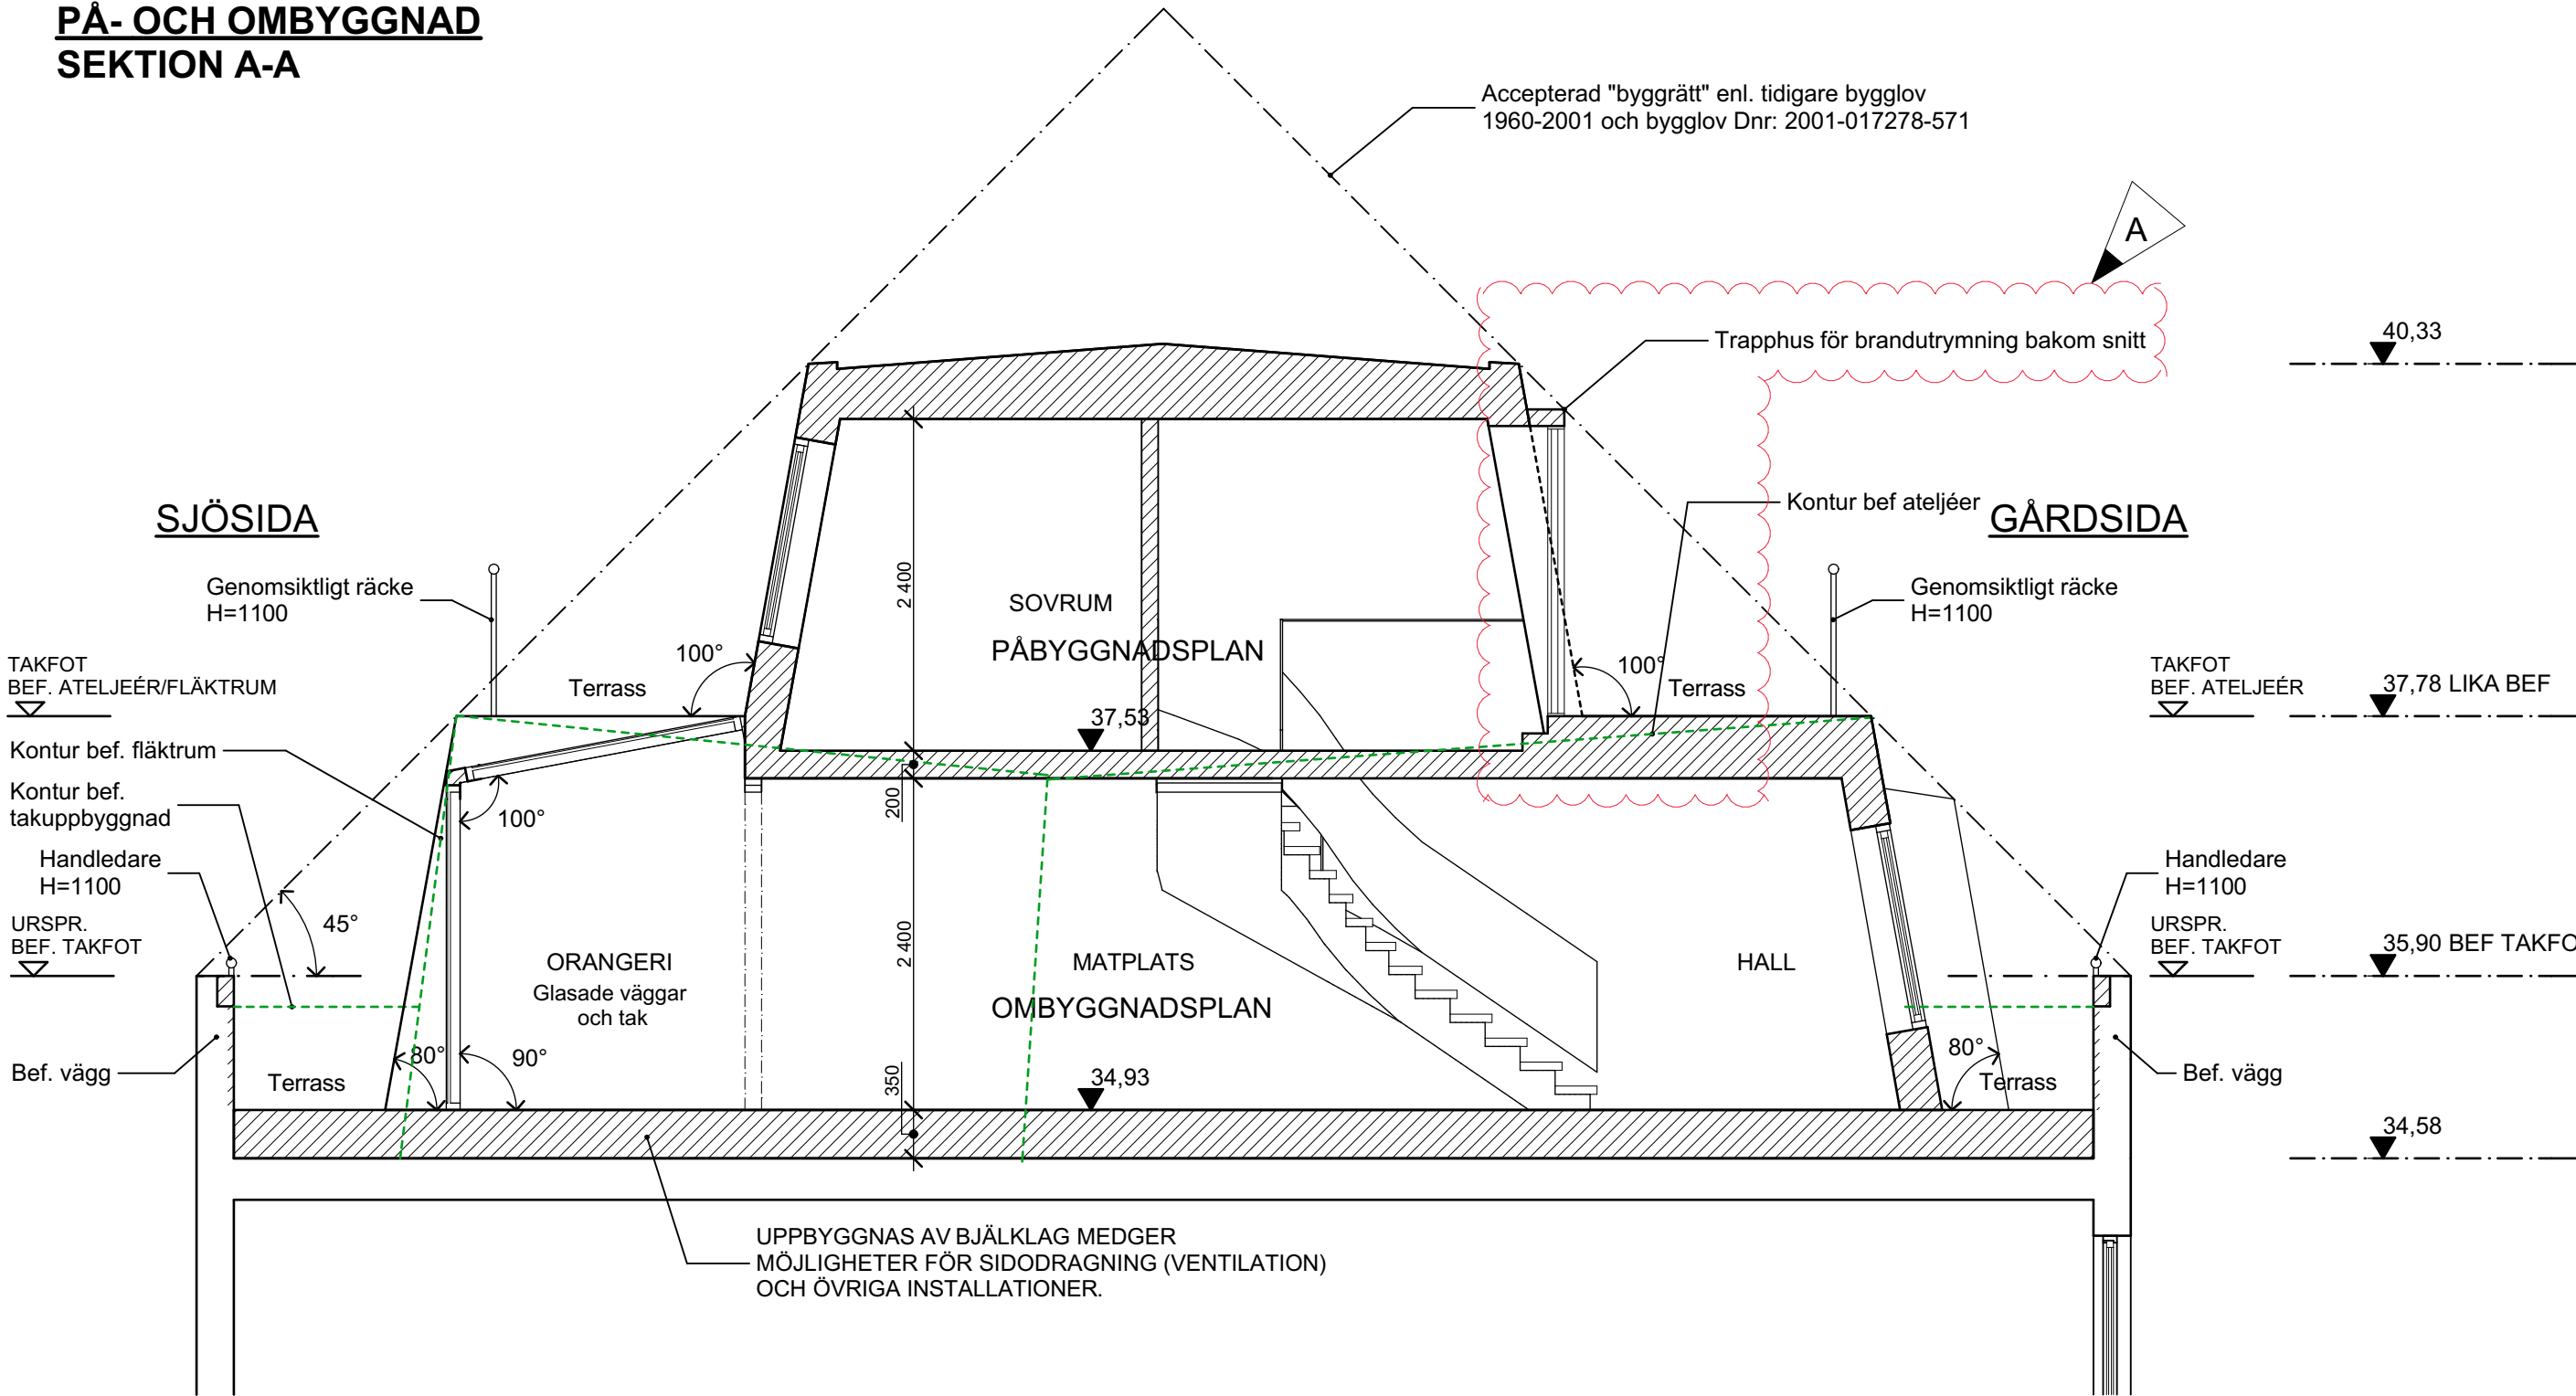 PÅ- OCH OMBYGGNAD
SEKTION A-A
Accepterad "byggrätt" enl. tidigare bygglov
1960-2001 och bygglov Dnr: 2001-017278-571
A
Trapphus för brandutrymning bakom snitt
40,33
Kontur bef ateljéer
SJÖSIDA
GÅRDSIDA
Genomsiktligt räcke
H=1100
2 400
SOVRUM
PÅBYGGNADSPLAN
Genomsiktligt räcke
H=1100
TAKFOT
BEF. ATELJEÉR/FLÄKTRUM
Terrass
100°
100°
Terrass
TAKFOT
BEF. ATELJEÉR
37,78 LIKA BEF
37,53
Kontur bef. fläktrum
Kontur bef.
takuppbyggnad
100°
200
Handledare
H=1100
Handledare
H=1100
URSPR.
BEF. TAKFOT
45°
ORANGERI
Glasade väggar
och tak
2 400
MATPLATS
OMBYGGNADSPLAN
HALL
URSPR.
BEF. TAKFOT
35,90 BEF TAKFO
Bef. vägg
Terrass
80°
90°
350
34,93
80°
Terrass
Bef. vägg
34,58
UPPBYGGNAS AV BJÄLKLAG MEDGER
MÖJLIGHETER FÖR SIDODRAGNING (VENTILATION)
OCH ÖVRIGA INSTALLATIONER.